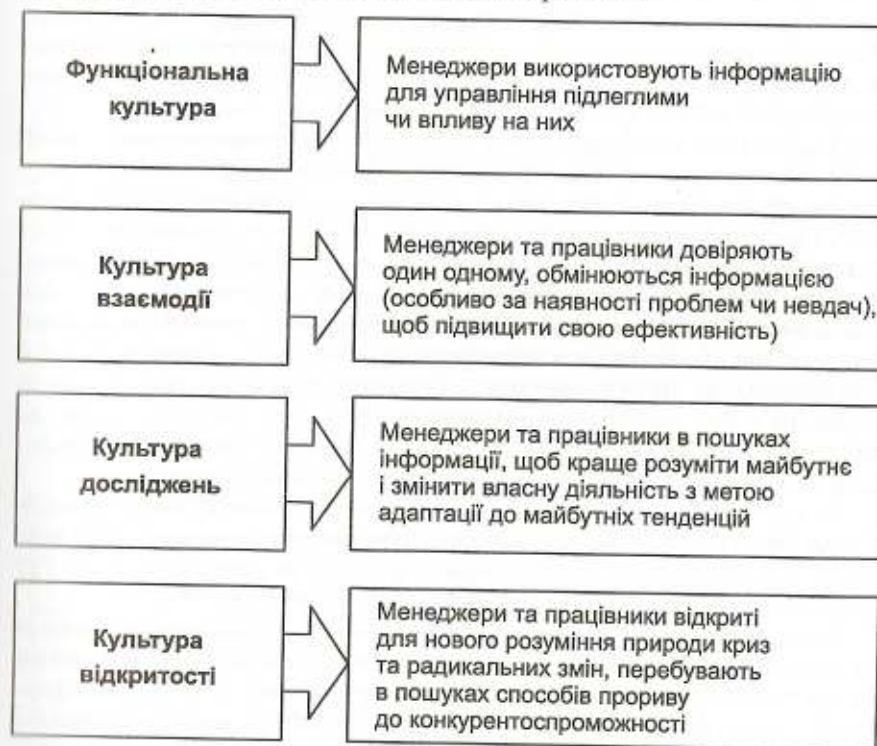 Функціональна
культура
Менеджери використовують інформацію
для управління підлеглими
чи впливу на них
Культура
взаємодії
Менеджери та працівники довіряють
один одному, обмінюються інформацією
(особливо за наявності проблем чи невдач),
щоб підвищити свою ефективність)
Культура
досліджень
Менеджери та працівники в пошуках
інформації, щоб краще розуміти майбутнє
і змінити власну діяльність з метою
адаптації до майбутніх тенденцій
Культура
відкритості
Менеджери та працівники відкриті
для нового розуміння природи криз
та радикальних змін, перебувають
в пошуках способів прориву
до конкурентоспроможності